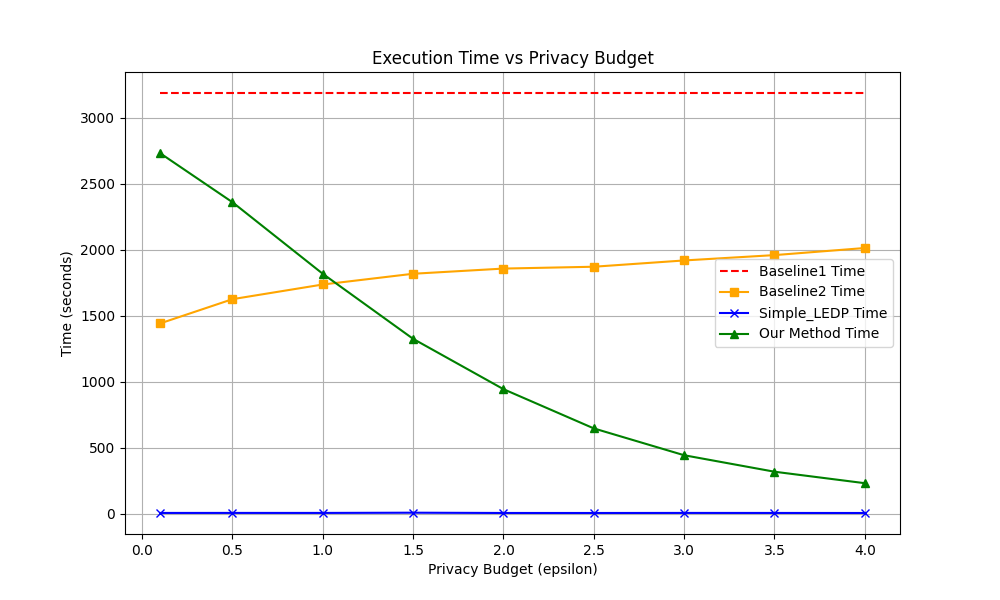 Execution Time vs Privacy Budget
Time (seconds)
3000
2500
2000
1500
1000
500
0
0.0 0.5 1.0 1.5 2.0 2.5 3.0 3.5 4.0
Privacy Budget (epsilon)
Baseline1 Time
Baseline2 Time
Simple_LEDP Time
Our Method Time